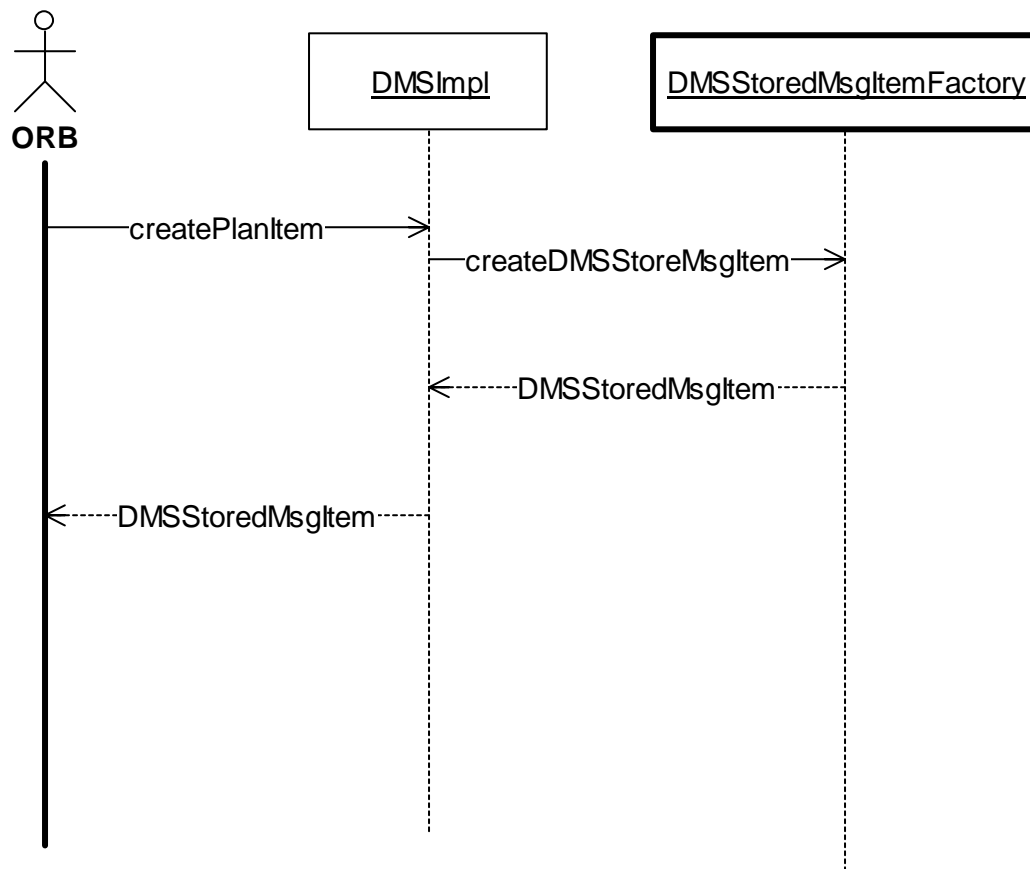 DMSImpl
DMSStoredMsgItemFactory
ORB
createPlanItem
createDMSStoreMsgItem
DMSStoredMsgItem
DMSStoredMsgItem